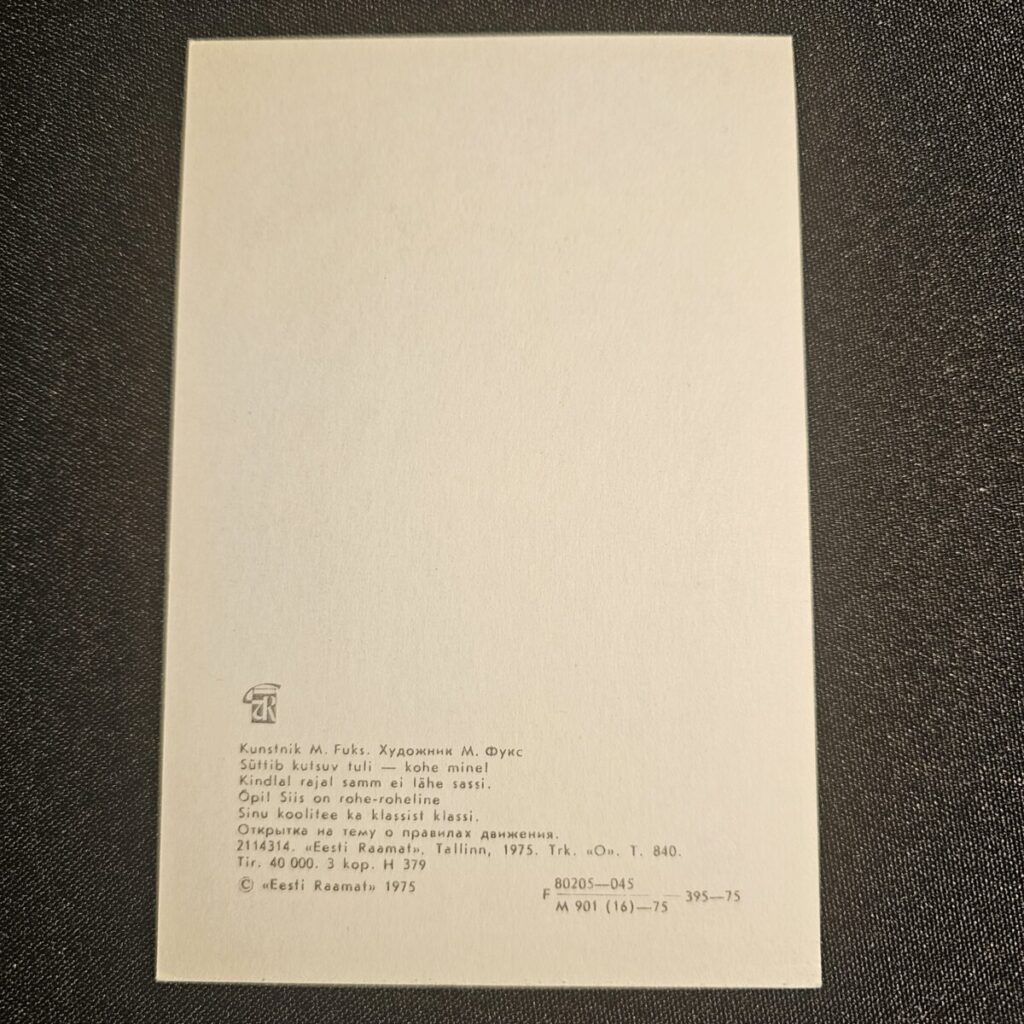 ER
Kunstnik M. Fuks. Художник М. Фукс
Süttib kutsuv tuli — kohe mine!
Kindlal rajal samm ei lähe sassi.
Õpi! Siis on rohe-roheline
Sinu koolitee ka klassist klassi.
Открытка на тему о правилах движения.
2114314. «Eesti Raamat», Tallinn, 1975. Trk. «O». T. 840.
Tir. 40 000. 3 kop. H 379
© «Eesti Raamat» 1975
F 80205—045 / M 901 (16)—75 — 395—75